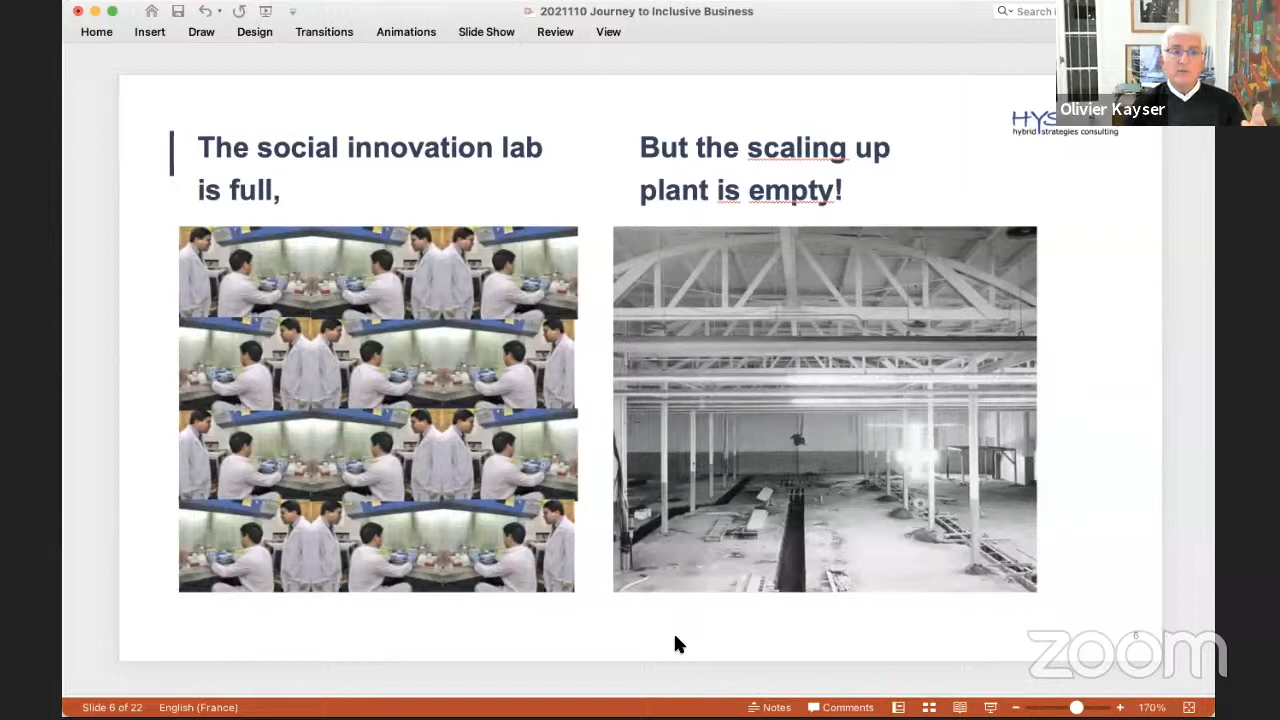 2021110 Journey to Inclusive Business
Search
Home Insert Draw Design Transitions Animations Slide Show Review View
Olivier Kayser
HYS
hybrid strategies consulting
The social innovation lab
is full,
But the scaling up
plant is empty!
6
zoom
Slide 6 of 22 English (France) Notes Comments 170%